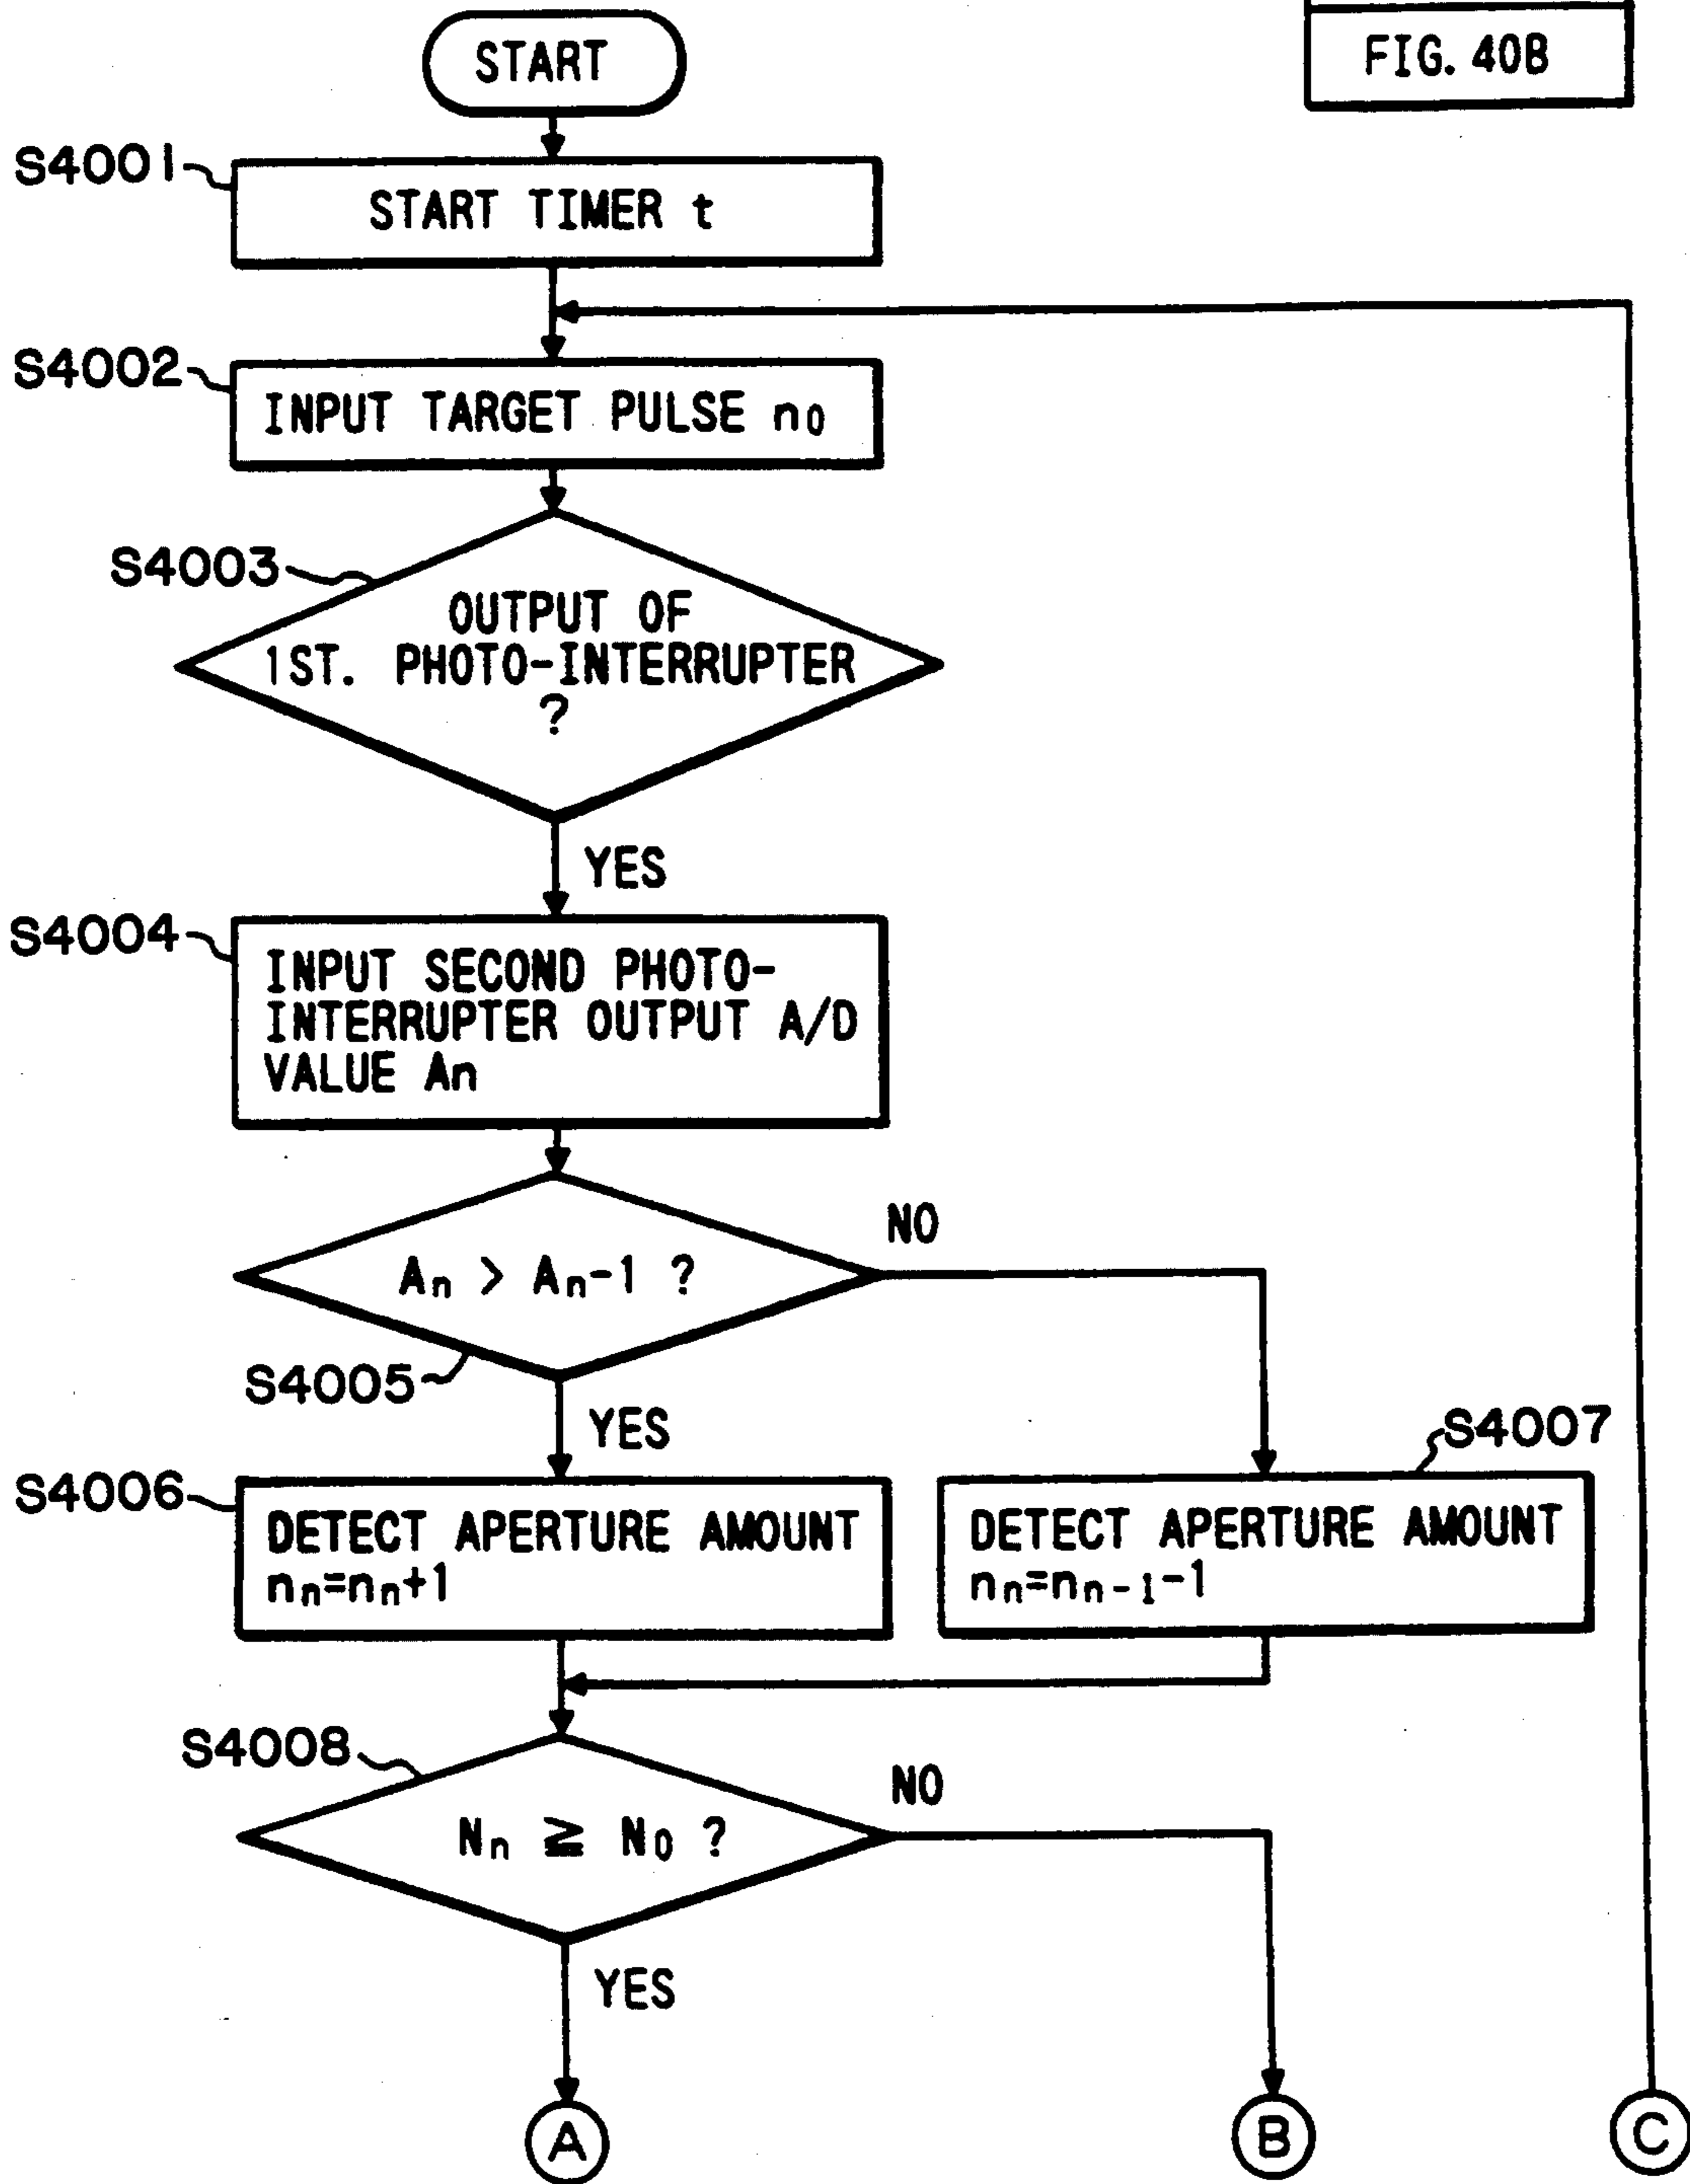 FIG. 40B
START
S4001
START TIMER t
S4002
INPUT TARGET PULSE n₀
S4003
OUTPUT OF
1ST. PHOTO-INTERRUPTER
?
YES
S4004
INPUT SECOND PHOTO-
INTERRUPTER OUTPUT A/D
VALUE An
Aₙ > Aₙ-1 ?
NO
S4005
YES
S4006
DETECT APERTURE AMOUNT
nₙ=nₙ+1
S4007
DETECT APERTURE AMOUNT
nₙ=nₙ₋₁-1
S4008
Nₙ ≧ N₀ ?
NO
YES
A
B
C